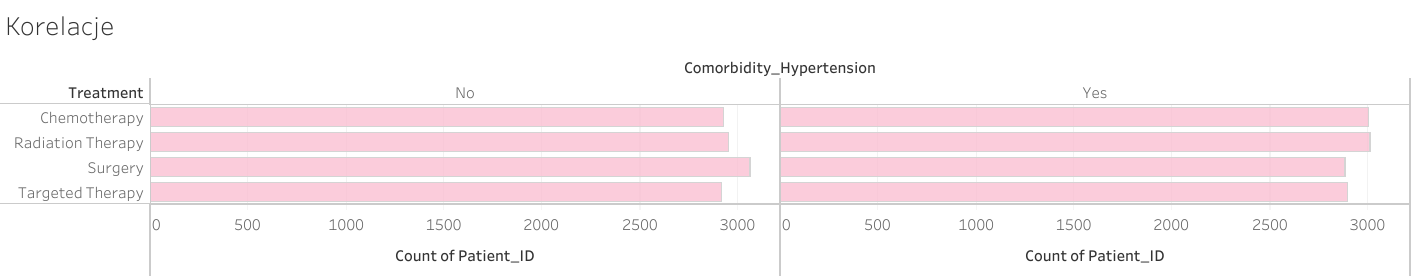 Korelacje
Comorbidity_Hypertension
Treatment No Yes
Chemotherapy
Radiation Therapy
Surgery
Targeted Therapy
0 500 1000 1500 2000 2500 3000 0 500 1000 1500 2000 2500 3000
Count of Patient_ID Count of Patient_ID